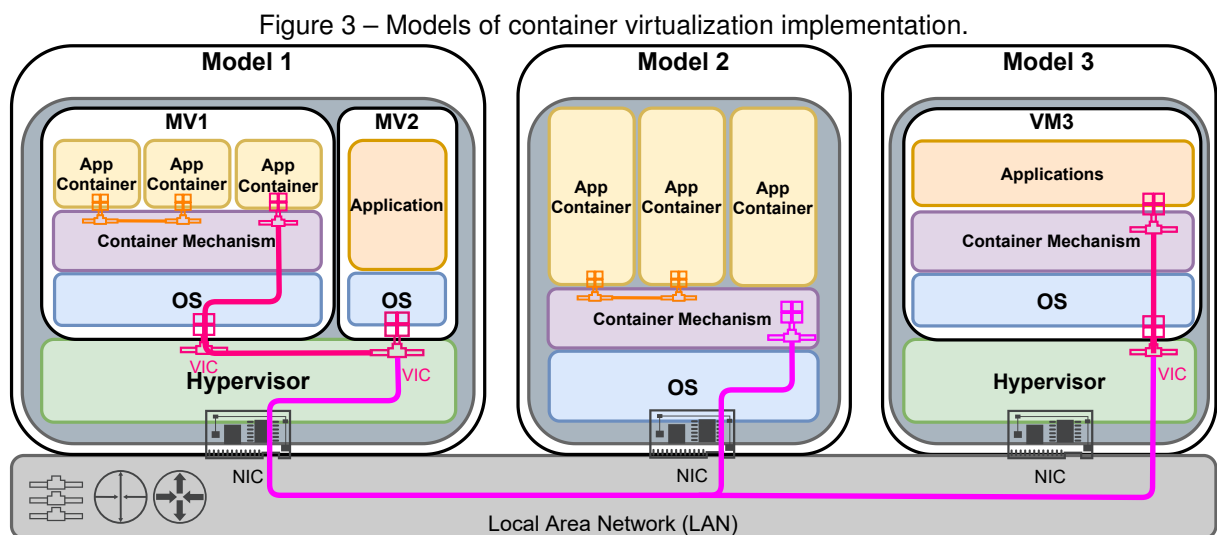 Figure 3 – Models of container virtualization implementation.
Model 1
MV1
App
Container
App
Container
App
Container
Container Mechanism
OS
VIC
MV2
Application
OS
VIC
Hypervisor
NIC
Model 2
App
Container
App
Container
App
Container
Container Mechanism
OS
NIC
Model 3
VM3
Applications
Container Mechanism
OS
VIC
Hypervisor
NIC
Local Area Network (LAN)